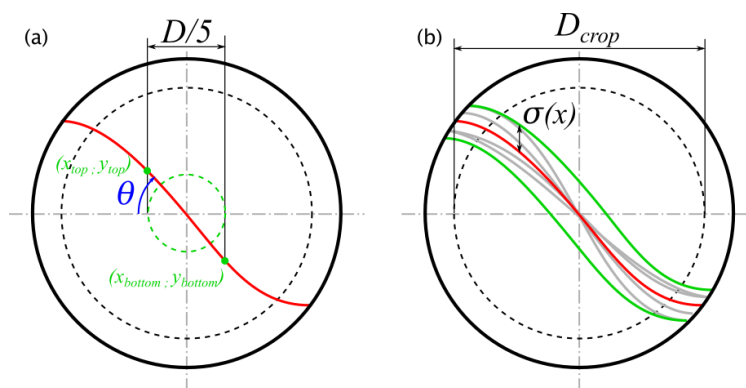 (a)
D/5
(x_top ; y_top)
θ
(x_bottom ; y_bottom)
(b)
D_crop
σ(x)